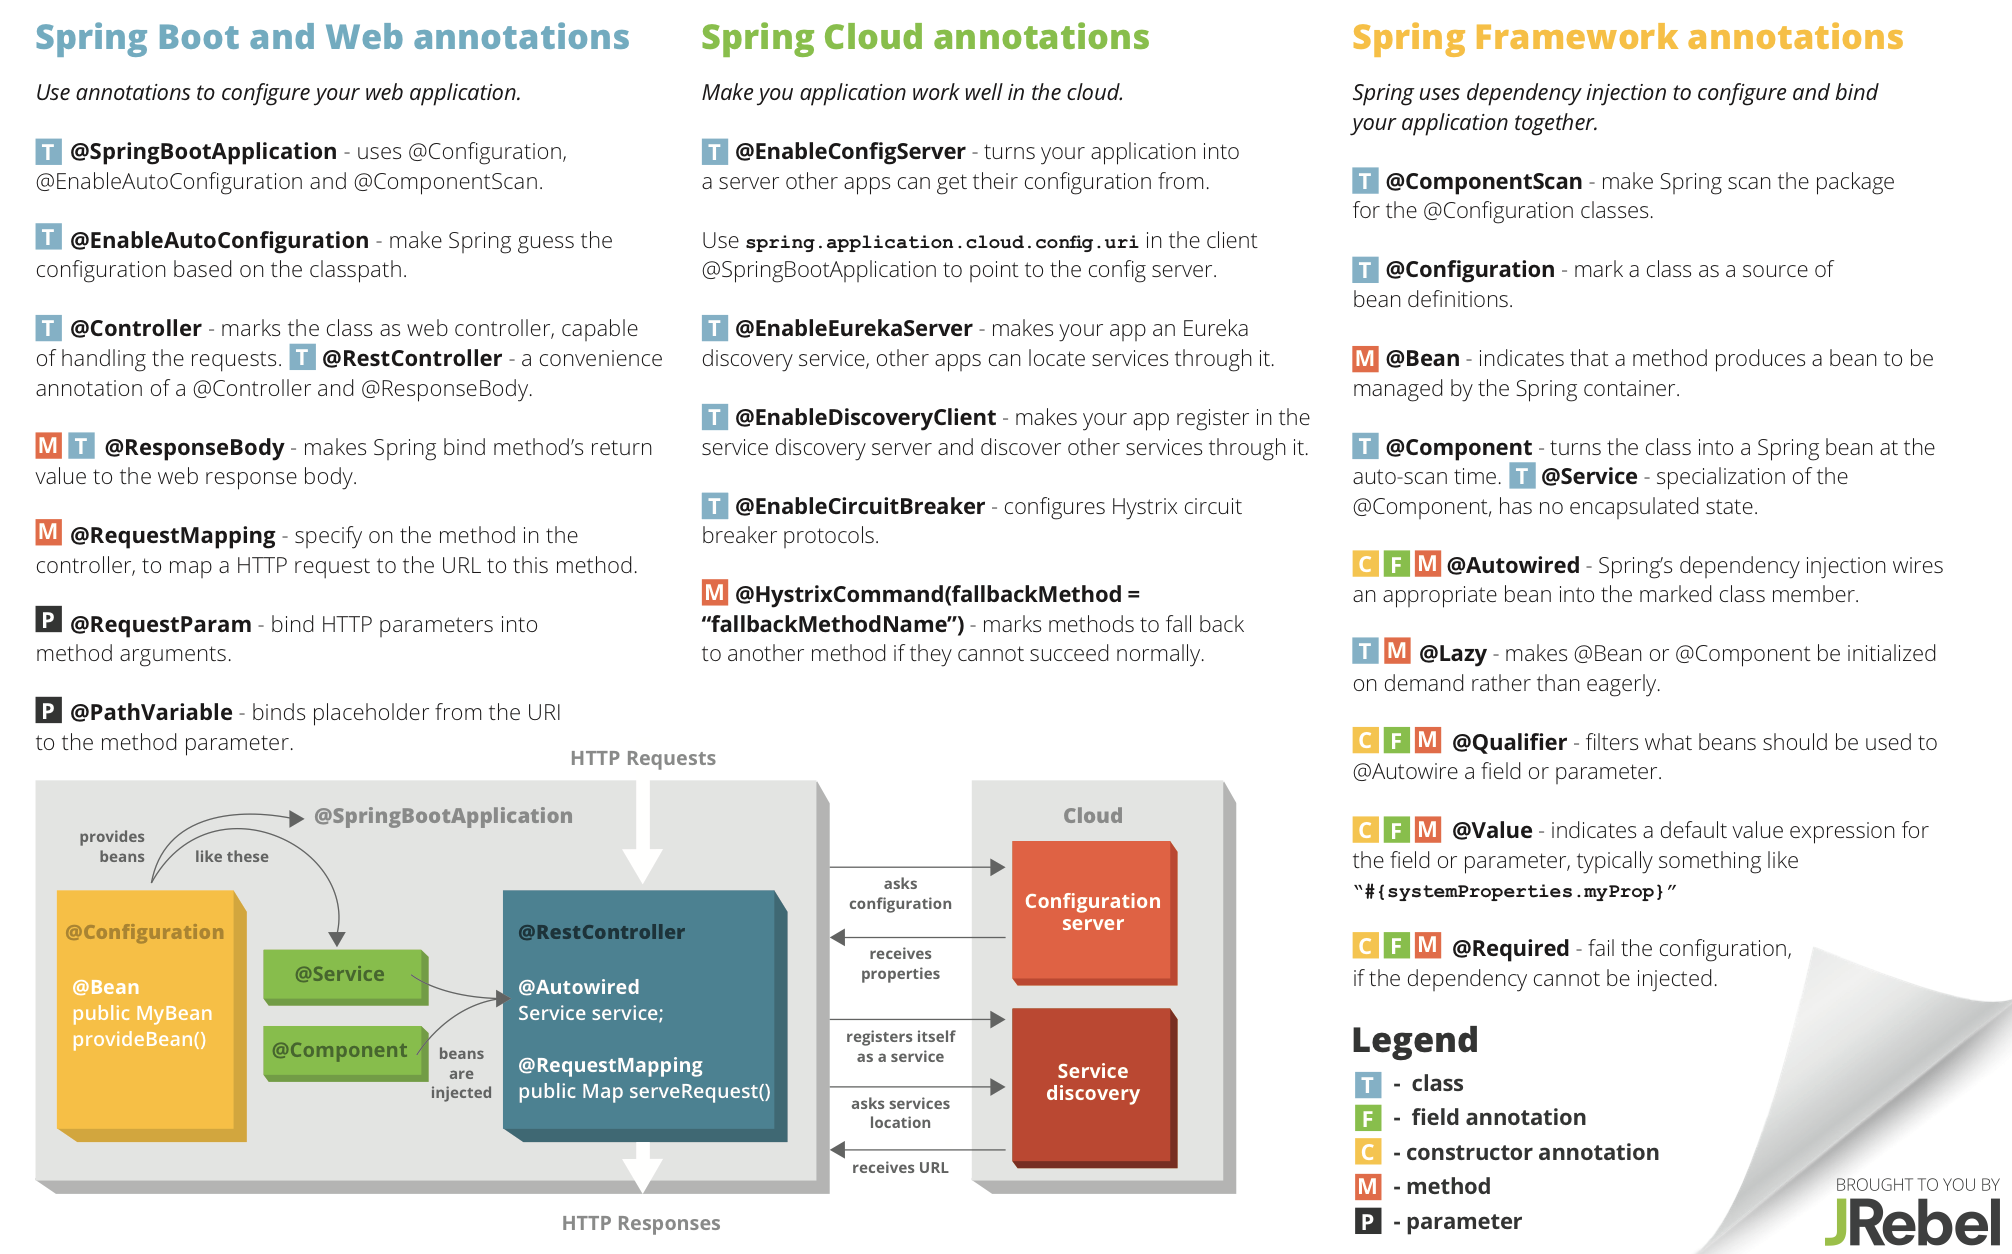 Spring Boot and Web annotations
Use annotations to configure your web application.
T @SpringBootApplication - uses @Configuration,
@EnableAutoConfiguration and @ComponentScan.
T @EnableAutoConfiguration - make Spring guess the
configuration based on the classpath.
T @Controller - marks the class as web controller, capable
of handling the requests. T @RestController - a convenience
annotation of a @Controller and @ResponseBody.
M T @ResponseBody - makes Spring bind method’s return
value to the web response body.
M @RequestMapping - specify on the method in the
controller, to map a HTTP request to the URL to this method.
P @RequestParam - bind HTTP parameters into
method arguments.
P @PathVariable - binds placeholder from the URI
to the method parameter.
Spring Cloud annotations
Make you application work well in the cloud.
T @EnableConfigServer - turns your application into
a server other apps can get their configuration from.
Use spring.application.cloud.config.uri in the client
@SpringBootApplication to point to the config server.
T @EnableEurekaServer - makes your app an Eureka
discovery service, other apps can locate services through it.
T @EnableDiscoveryClient - makes your app register in the
service discovery server and discover other services through it.
T @EnableCircuitBreaker - configures Hystrix circuit
breaker protocols.
M @HystrixCommand(fallbackMethod =
“fallbackMethodName”) - marks methods to fall back
to another method if they cannot succeed normally.
Spring Framework annotations
Spring uses dependency injection to configure and bind
your application together.
T @ComponentScan - make Spring scan the package
for the @Configuration classes.
T @Configuration - mark a class as a source of
bean definitions.
M @Bean - indicates that a method produces a bean to be
managed by the Spring container.
T @Component - turns the class into a Spring bean at the
auto-scan time. T @Service - specialization of the
@Component, has no encapsulated state.
C F M @Autowired - Spring’s dependency injection wires
an appropriate bean into the marked class member.
T M @Lazy - makes @Bean or @Component be initialized
on demand rather than eagerly.
C F M @Qualifier - filters what beans should be used to
@Autowire a field or parameter.
C F M @Value - indicates a default value expression for
the field or parameter, typically something like
“#{systemProperties.myProp}”
C F M @Required - fail the configuration,
if the dependency cannot be injected.
Legend
T - class
F - field annotation
C - constructor annotation
M - method
P - parameter
BROUGHT TO YOU BY
JRebel
HTTP Requests
@SpringBootApplication
provides
beans
like these
@Configuration
@Bean
public MyBean
provideBean()
@Service
@Component
beans
are
injected
@RestController
@Autowired
Service service;
@RequestMapping
public Map serveRequest()
HTTP Responses
asks
configuration
receives
properties
registers itself
as a service
asks services
location
receives URL
Cloud
Configuration
server
Service
discovery